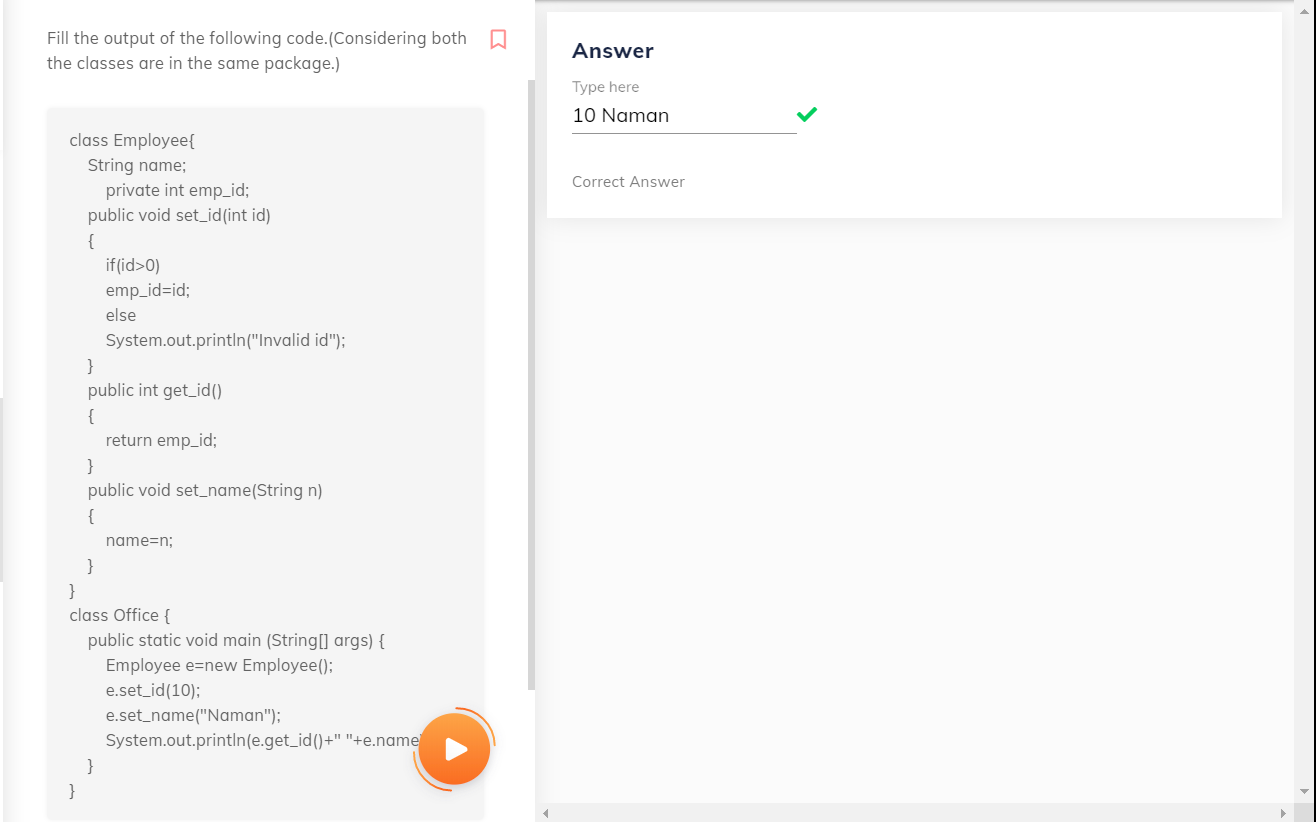 Fill the output of the following code.(Considering both
the classes are in the same package.)
class Employee{
String name;
private int emp_id;
public void set_id(int id)
{
if(id>0)
emp_id=id;
else
System.out.println("Invalid id");
}
public int get_id()
{
return emp_id;
}
public void set_name(String n)
{
name=n;
}
}
class Office {
public static void main (String[] args) {
Employee e=new Employee();
e.set_id(10);
e.set_name("Naman");
System.out.println(e.get_id()+" "+e.name
}
}
Answer
Type here
10 Naman
Correct Answer